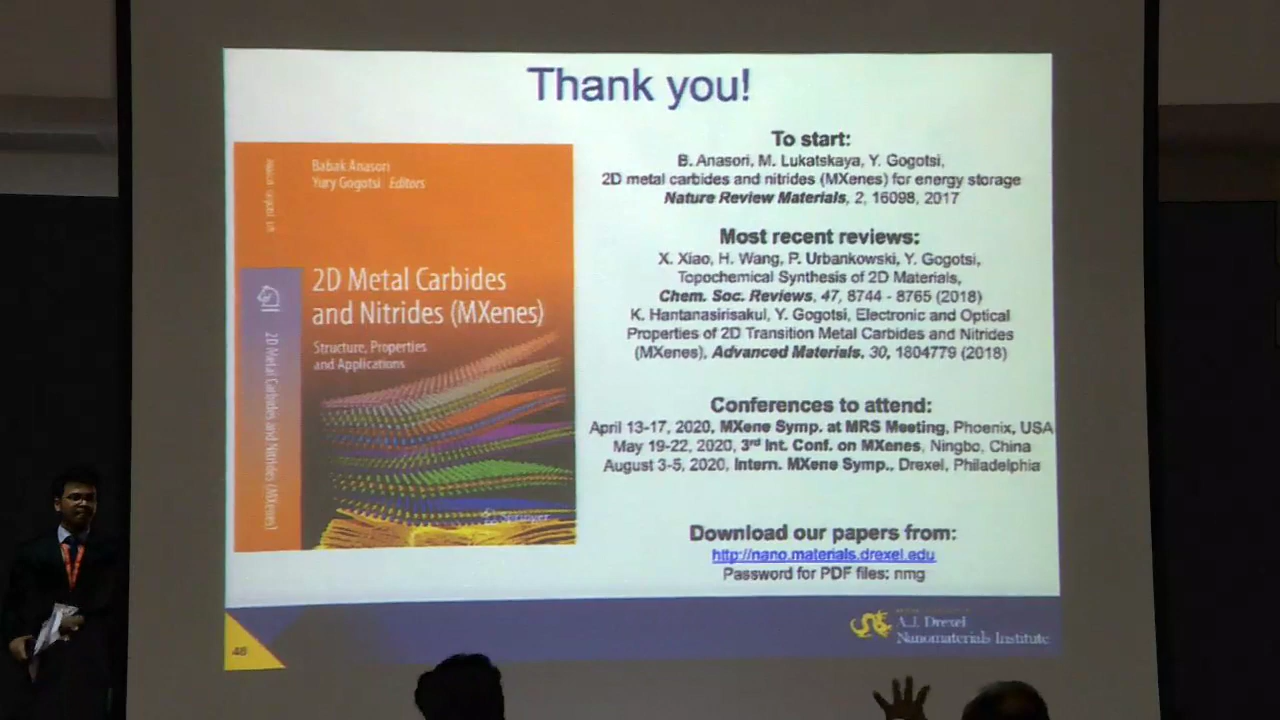 Thank you!
Babak Anasori
Yury Gogotsi Editors
2D Metal Carbides
and Nitrides (MXenes)
Structure, Properties
and Applications
2D Metal Carbides and Nitrides (MXenes)
Springer
To start:
B. Anasori, M. Lukatskaya, Y. Gogotsi,
2D metal carbides and nitrides (MXenes) for energy storage
Nature Review Materials, 2, 16098, 2017
Most recent reviews:
X. Xiao, H. Wang, P. Urbankowski, Y. Gogotsi,
Topochemical Synthesis of 2D Materials,
Chem. Soc. Reviews, 47, 8744 - 8765 (2018)
K. Hantanasirisakul, Y. Gogotsi, Electronic and Optical
Properties of 2D Transition Metal Carbides and Nitrides
(MXenes), Advanced Materials, 30, 1804779 (2018)
Conferences to attend:
April 13-17, 2020, MXene Symp. at MRS Meeting, Phoenix, USA
May 19-22, 2020, 3rd Int. Conf. on MXenes, Ningbo, China
August 3-5, 2020, Intern. MXene Symp., Drexel, Philadelphia
Download our papers from:
http://nano.materials.drexel.edu
Password for PDF files: nmg
48
A.J. Drexel
Nanomaterials Institute